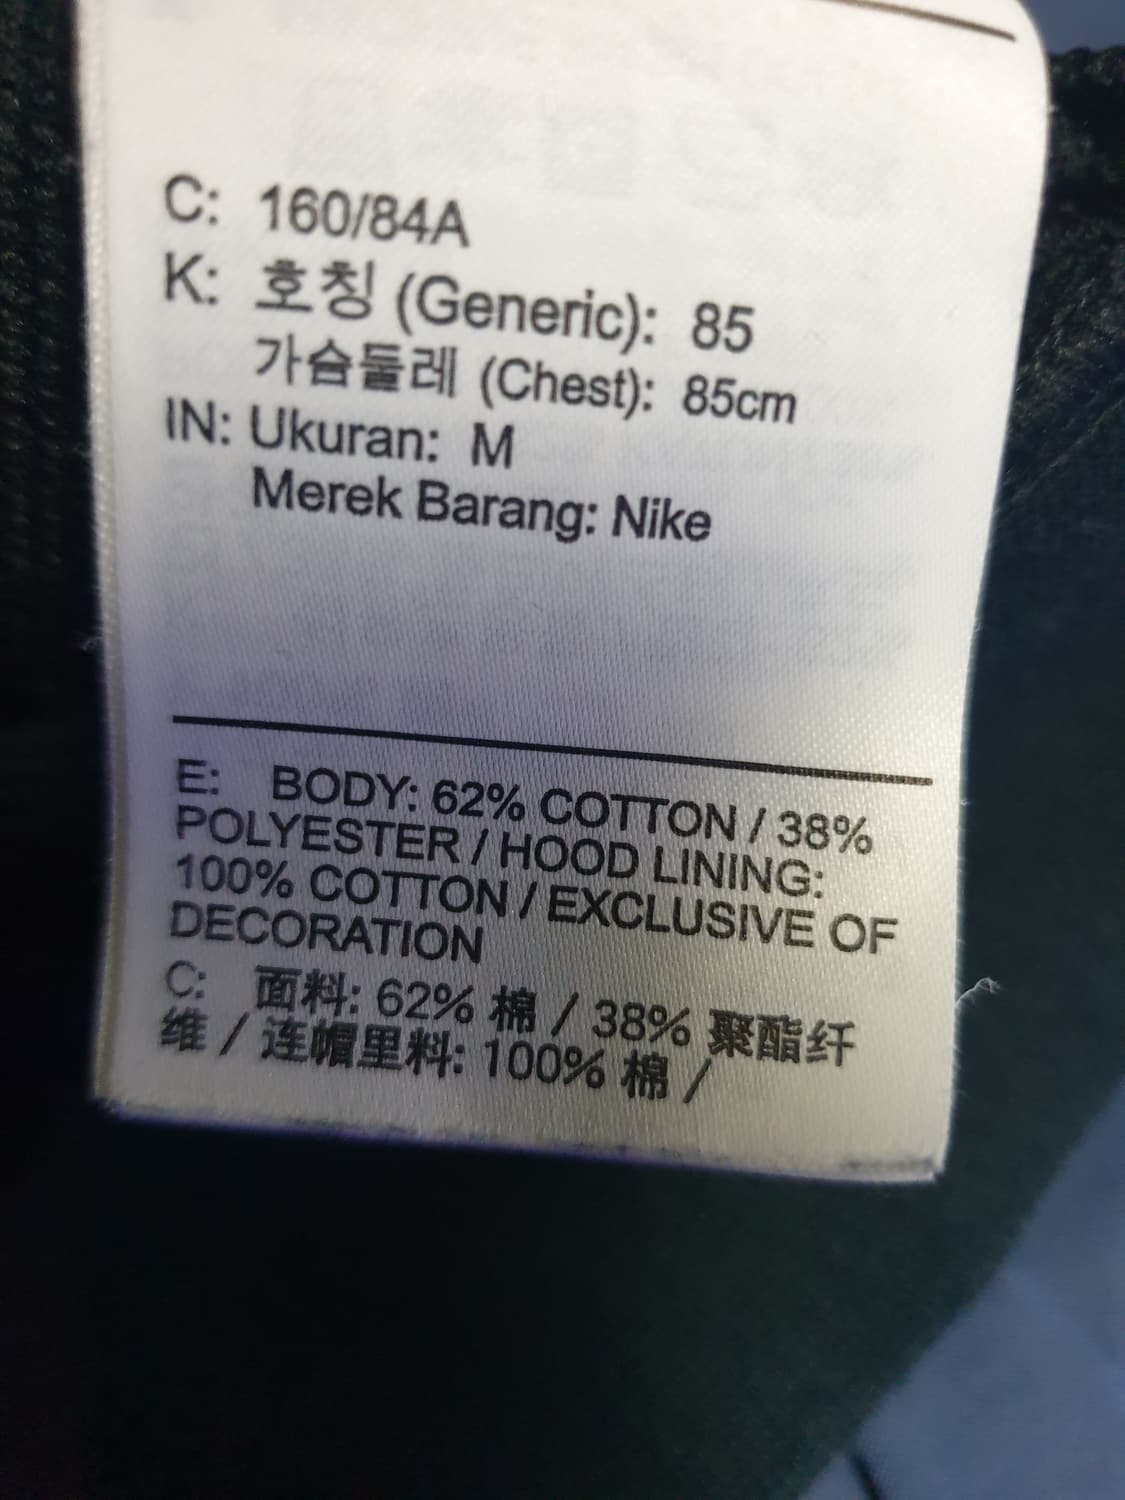 C: 160/84A
K: 호칭 (Generic): 85
가슴둘레 (Chest): 85cm
IN: Ukuran: M
Merek Barang: Nike
E: BODY: 62% COTTON / 38%
POLYESTER / HOOD LINING:
100% COTTON / EXCLUSIVE OF
DECORATION
C: 面料: 62% 棉 / 38% 聚酯纤
维 / 连帽里料: 100% 棉 /